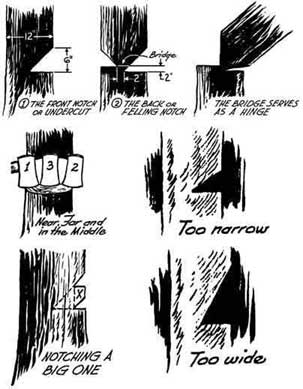 12"
6"
Bridge
2"
2"
① THE FRONT NOTCH
OR UNDERCUT
② THE BACK OR
FELLING NOTCH
THE BRIDGE SERVES
AS A HINGE
1 3 2
Near, Far and
in the Middle
Too narrow
X
NOTCHING A
BIG ONE
Too wide